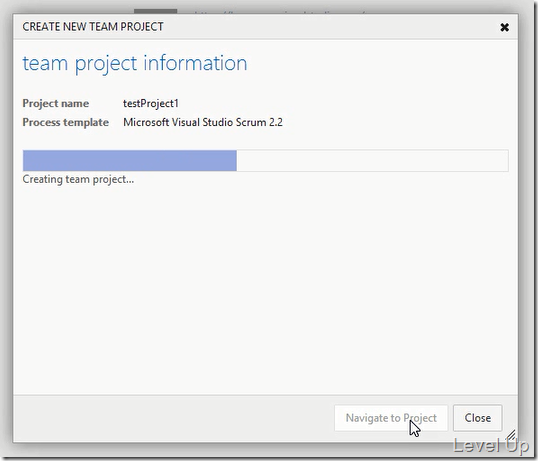 CREATE NEW TEAM PROJECT
team project information
Project name testProject1
Process template Microsoft Visual Studio Scrum 2.2
Creating team project...
Navigate to Project Close
Level Up